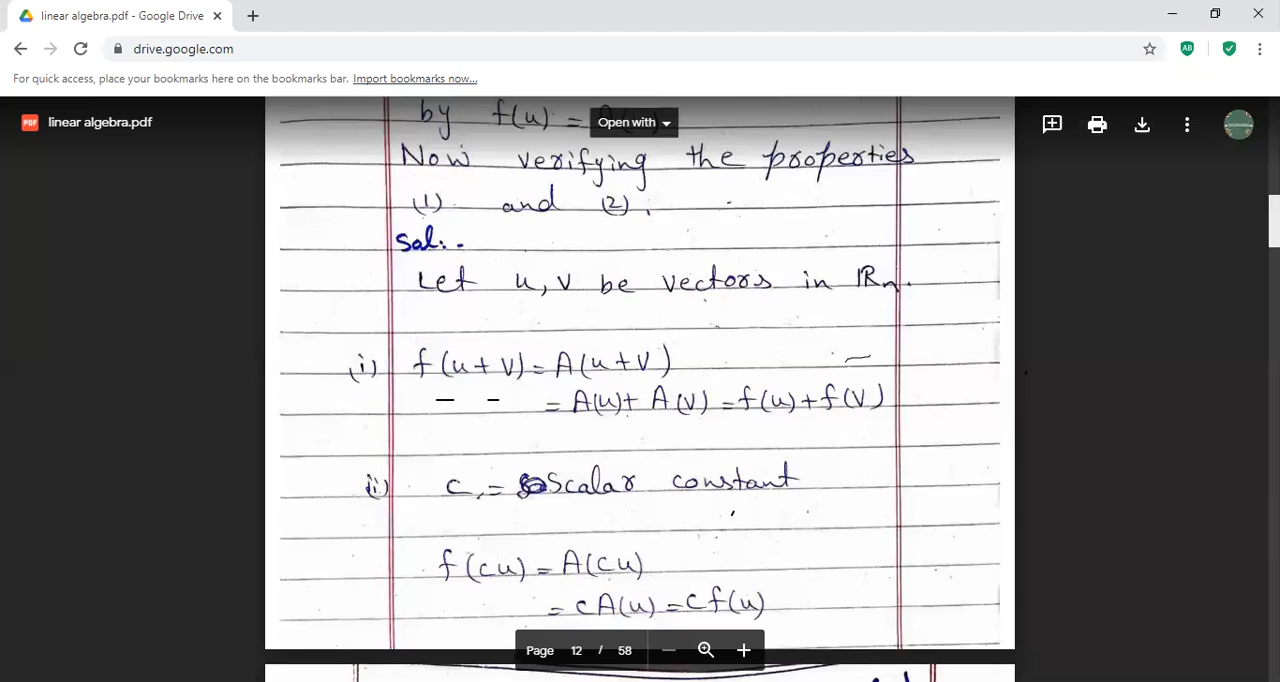 linear algebra.pdf - Google Drive
drive.google.com
For quick access, place your bookmarks here on the bookmarks bar. Import bookmarks now...
PDF linear algebra.pdf
Open with
by f(u) =
Now verifying the properties
(1) and (2).
Sol:.
Let u, v be vectors in IRn.
(i) f(u+v) = A(u+v)
= A(u)+ A(v) = f(u)+f(v)
(ii) c, = Scalar constant
f(cu) = A(cu)
= cA(u) = cf(u)
Page 12 / 58